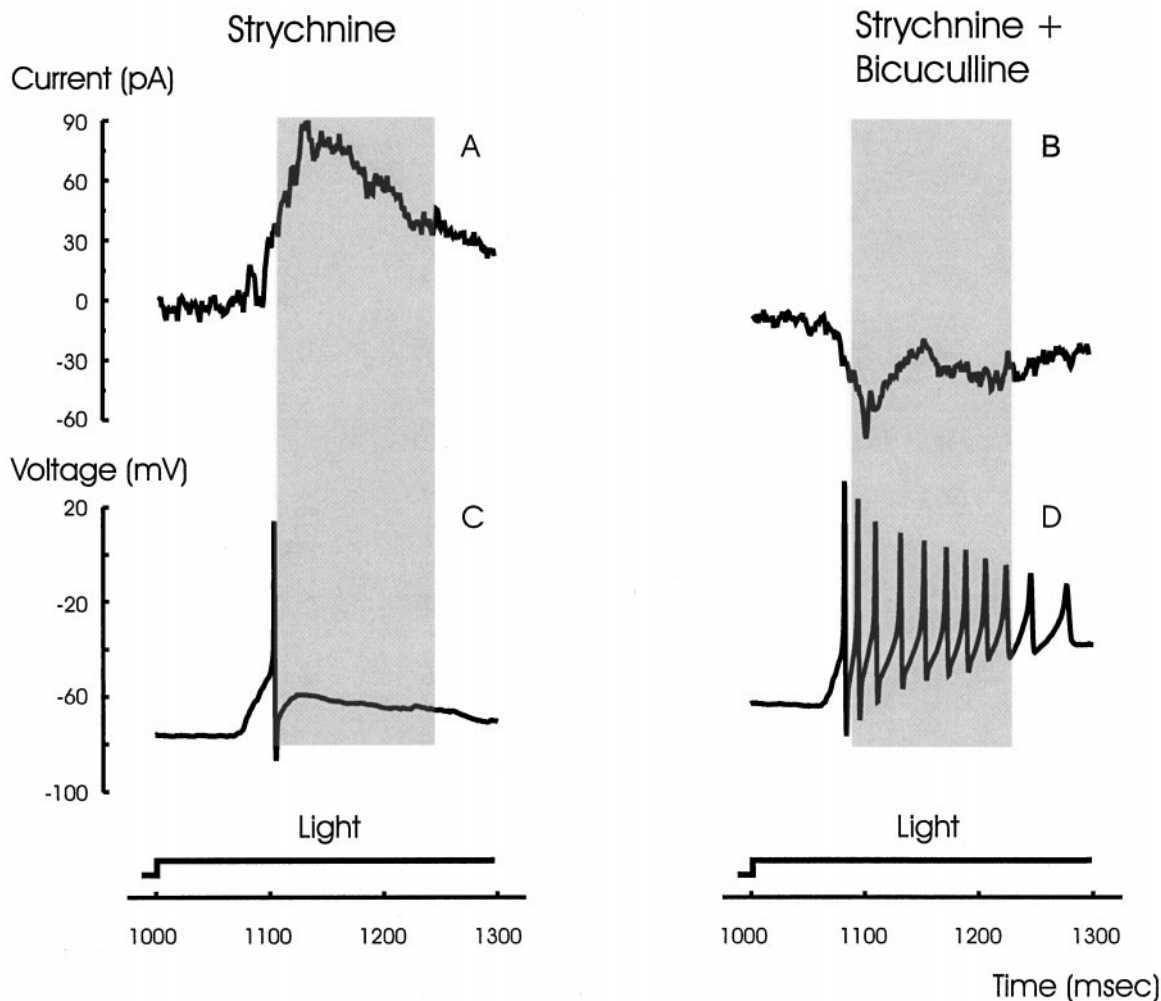 Strychnine
Strychnine +
Bicuculline
Current (pA)
90
60
30
0
-30
-60
A
B
Voltage (mV)
20
-20
-60
-100
C
D
Light
Light
1000 1100 1200 1300
1000 1100 1200 1300
Time (msec)